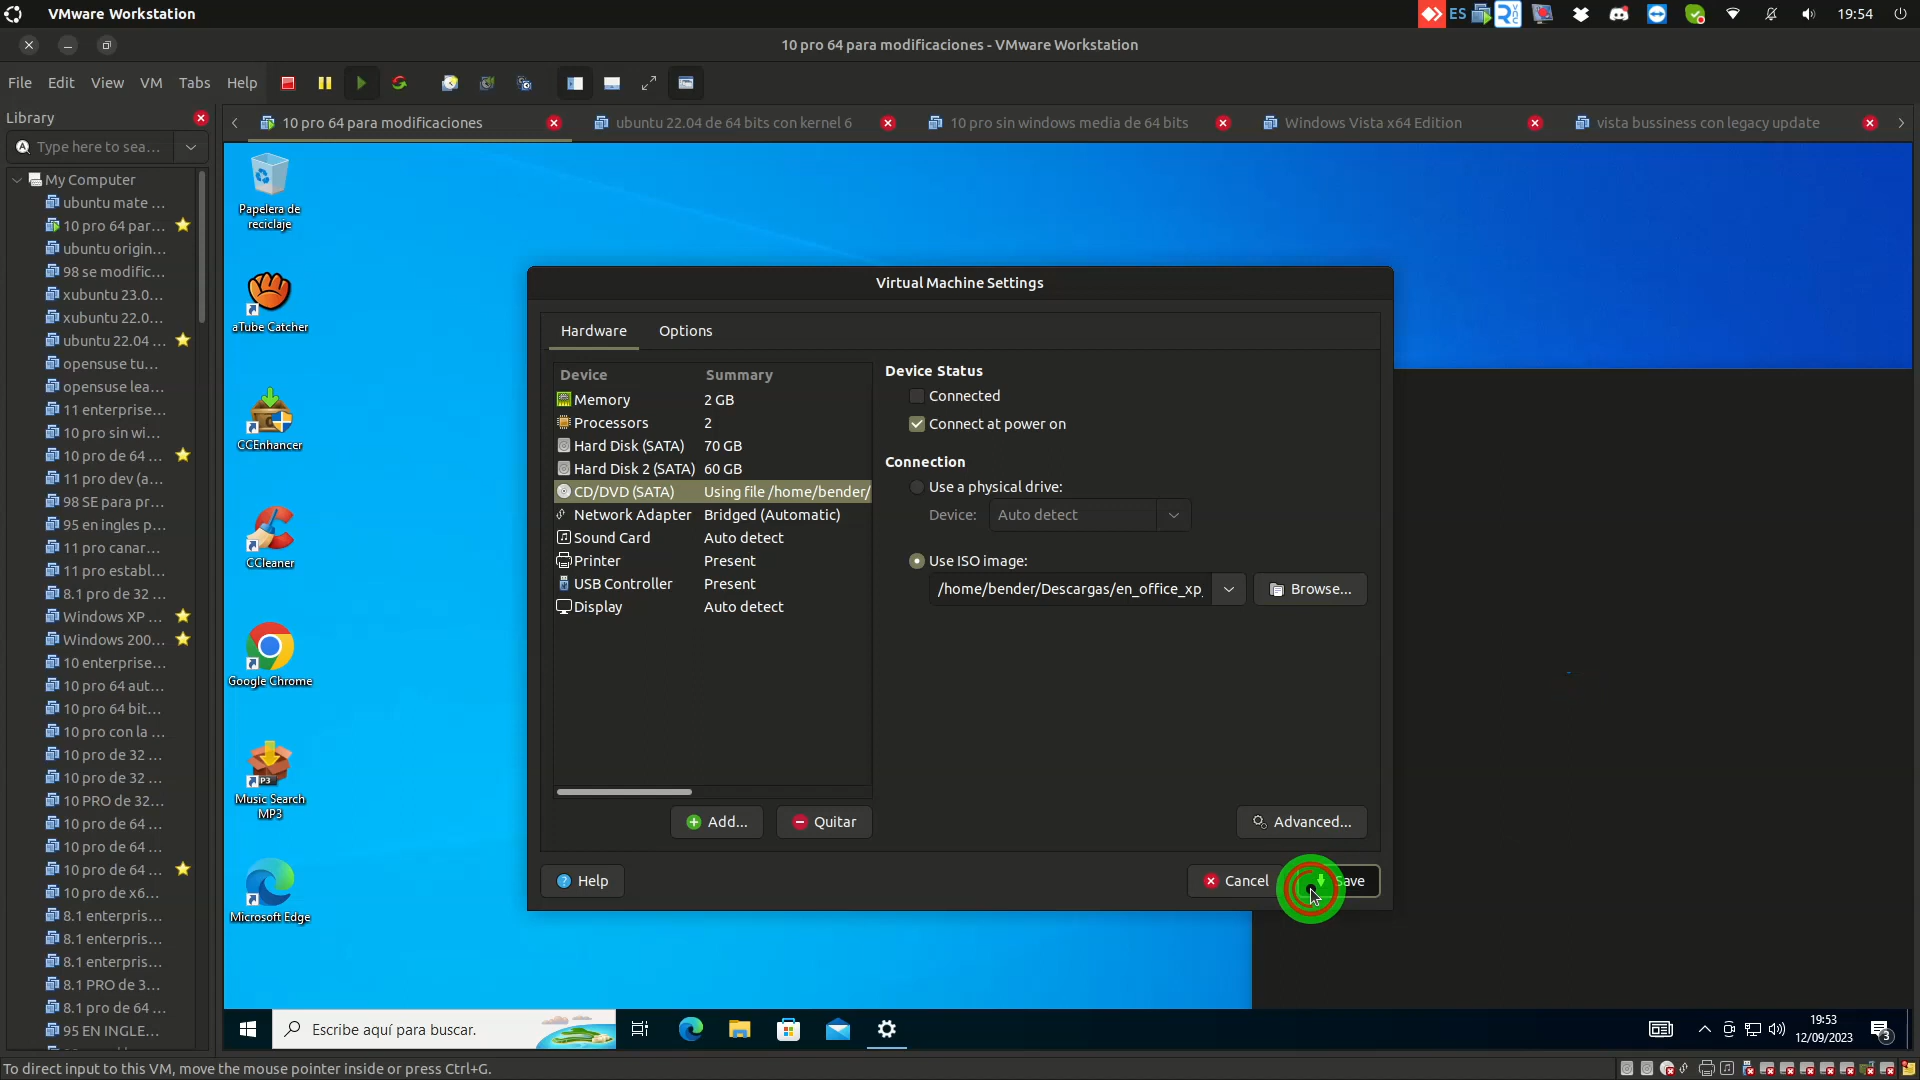 VMware Workstation
ES
19:54
10 pro 64 para modificaciones - VMware Workstation
File Edit View VM Tabs Help
Library
10 pro 64 para modificaciones
ubuntu 22.04 de 64 bits con kernel 6
10 pro sin windows media de 64 bits
Windows Vista x64 Edition
vista bussiness con legacy update
Type here to sea...
My Computer
ubuntu mate ...
10 pro 64 par...
ubuntu origin...
98 se modific...
xubuntu 23.0...
xubuntu 22.0...
ubuntu 22.04 ...
opensuse tu...
opensuse lea...
11 enterprise...
10 pro sin wi...
10 pro de 64 ...
11 pro dev (a...
98 SE para pr...
95 en ingles p...
11 pro canar...
11 pro establ...
8.1 pro de 32 ...
Windows XP ...
Windows 200...
10 enterprise...
10 pro 64 aut...
10 pro 64 bit...
10 pro con la ...
10 pro de 32 ...
10 pro de 32 ...
10 PRO de 32...
10 pro de 64 ...
10 pro de 64 ...
10 pro de 64 ...
10 pro de x6...
8.1 enterpris...
8.1 enterpris...
8.1 enterpris...
8.1 PRO de 3...
8.1 pro de 64 ...
95 EN INGLE...
Papelera de
reciclaje
aTube Catcher
CCEnhancer
CCleaner
Google Chrome
Music Search
MP3
Microsoft Edge
Virtual Machine Settings
Hardware Options
Device Summary
Memory 2 GB
Processors 2
Hard Disk (SATA) 70 GB
Hard Disk 2 (SATA) 60 GB
CD/DVD (SATA) Using file /home/bender/
Network Adapter Bridged (Automatic)
Sound Card Auto detect
Printer Present
USB Controller Present
Display Auto detect
Add...
Quitar
Device Status
Connected
Connect at power on
Connection
Use a physical drive:
Device: Auto detect
Use ISO image:
/home/bender/Descargas/en_office_xp_
Browse...
Advanced...
Help
Cancel
Save
Escribe aquí para buscar.
19:53
12/09/2023
3
To direct input to this VM, move the mouse pointer inside or press Ctrl+G.